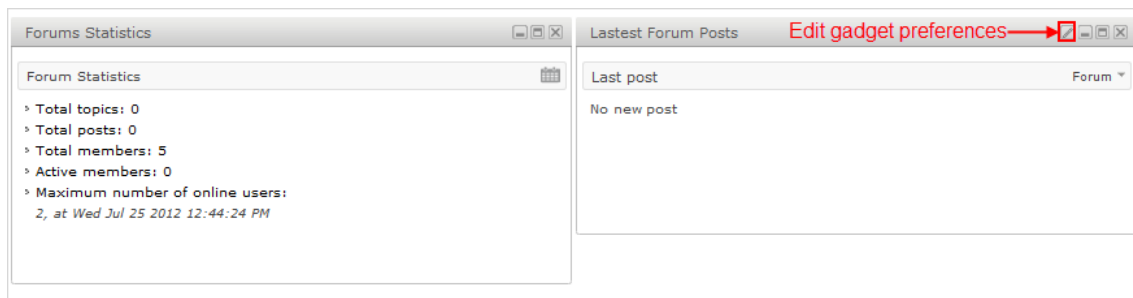 Forums Statistics
Forum Statistics
› Total topics: 0
› Total posts: 0
› Total members: 5
› Active members: 0
› Maximum number of online users:
2, at Wed Jul 25 2012 12:44:24 PM
Lastest Forum Posts
Edit gadget preferences
Last post
Forum
No new post